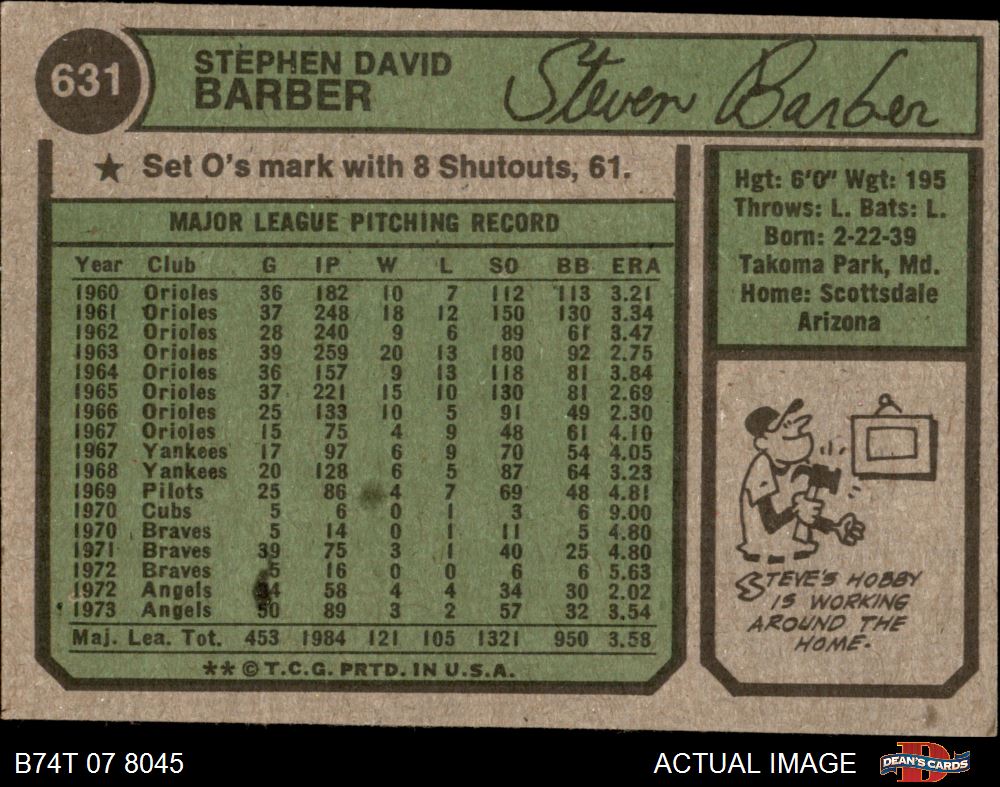 631
STEPHEN DAVID
BARBER
Steven Barber
★ Set O's mark with 8 Shutouts, 61.
MAJOR LEAGUE PITCHING RECORD
Year Club G IP W L SO BB ERA
1960 Orioles 36 182 10 7 112 113 3.21
1961 Orioles 37 248 18 12 150 130 3.34
1962 Orioles 28 240 9 6 89 61 3.47
1963 Orioles 39 259 20 13 180 92 2.75
1964 Orioles 36 157 9 13 118 81 3.84
1965 Orioles 37 221 15 10 130 81 2.69
1966 Orioles 25 133 10 5 91 49 2.30
1967 Orioles 15 75 4 9 48 61 4.10
1967 Yankees 17 97 6 9 70 54 4.05
1968 Yankees 20 128 6 5 87 64 3.23
1969 Pilots 25 86 4 7 69 48 4.81
1970 Cubs 5 6 0 1 3 6 9.00
1970 Braves 5 14 0 1 11 5 4.80
1971 Braves 39 75 3 1 40 25 4.80
1972 Braves 5 16 0 0 6 6 5.63
1972 Angels 34 58 4 4 34 30 2.02
1973 Angels 50 89 3 2 57 32 3.54
Maj. Lea. Tot. 453 1984 121 105 1321 950 3.58
** © T.C.G. PRTD. IN U.S.A.
Hgt: 6'0" Wgt: 195
Throws: L. Bats: L.
Born: 2-22-39
Takoma Park, Md.
Home: Scottsdale
Arizona
STEVE'S HOBBY
IS WORKING
AROUND THE
HOME.
B74T 07 8045
ACTUAL IMAGE
DEAN'S CARDS